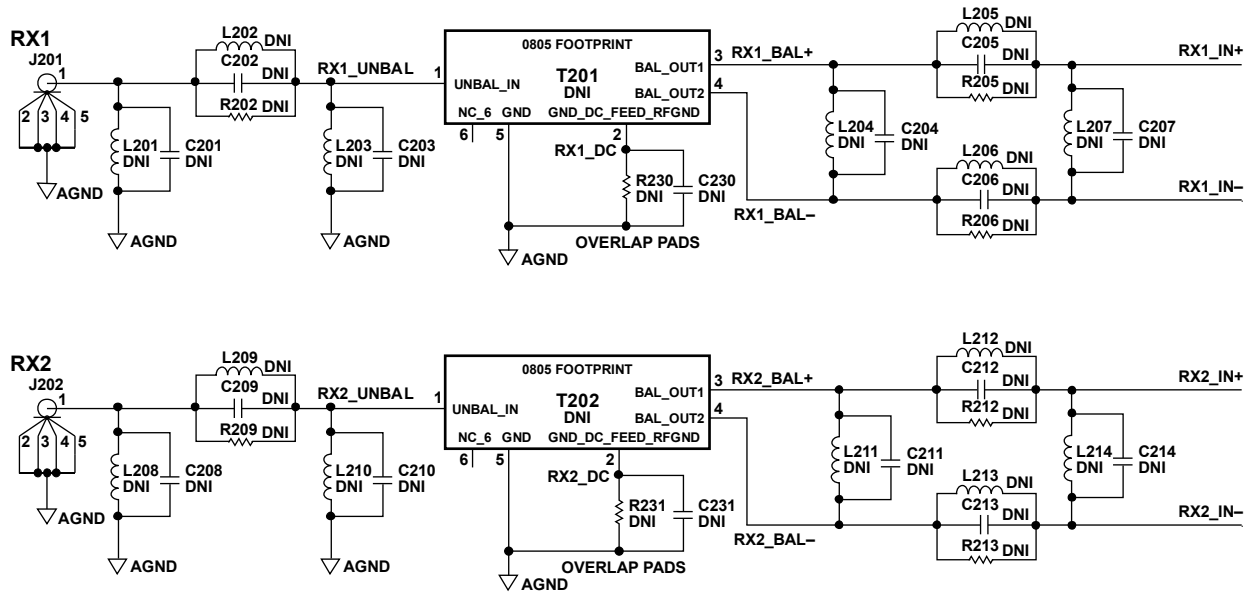 RX1
J201
1
2 3 4 5
AGND
L201
DNI
C201
DNI
AGND
L202 DNI
C202
DNI
R202 DNI
RX1_UNBAL
L203
DNI
C203
DNI
AGND
0805 FOOTPRINT
T201
DNI
1
UNBAL_IN
BAL_OUT1
3
BAL_OUT2
4
NC_6 GND GND_DC_FEED_RFGND
6
5
2
RX1_DC
R230
DNI
C230
DNI
OVERLAP PADS
AGND
RX1_BAL+
RX1_BAL–
L204
DNI
C204
DNI
L205
DNI
C205
DNI
R205 DNI
L206
DNI
C206
DNI
R206 DNI
L207
DNI
C207
DNI
RX1_IN+
RX1_IN–
RX2
J202
1
2 3 4 5
AGND
L208
DNI
C208
DNI
AGND
L209
DNI
C209
DNI
R209 DNI
RX2_UNBAL
L210
DNI
C210
DNI
AGND
0805 FOOTPRINT
T202
DNI
1
UNBAL_IN
BAL_OUT1
3
BAL_OUT2
4
NC_6 GND GND_DC_FEED_RFGND
6
5
2
RX2_DC
R231
DNI
C231
DNI
OVERLAP PADS
AGND
RX2_BAL+
RX2_BAL–
L211
DNI
C211
DNI
L212
DNI
C212
DNI
R212 DNI
L213
DNI
C213
DNI
R213 DNI
L214
DNI
C214
DNI
RX2_IN+
RX2_IN–